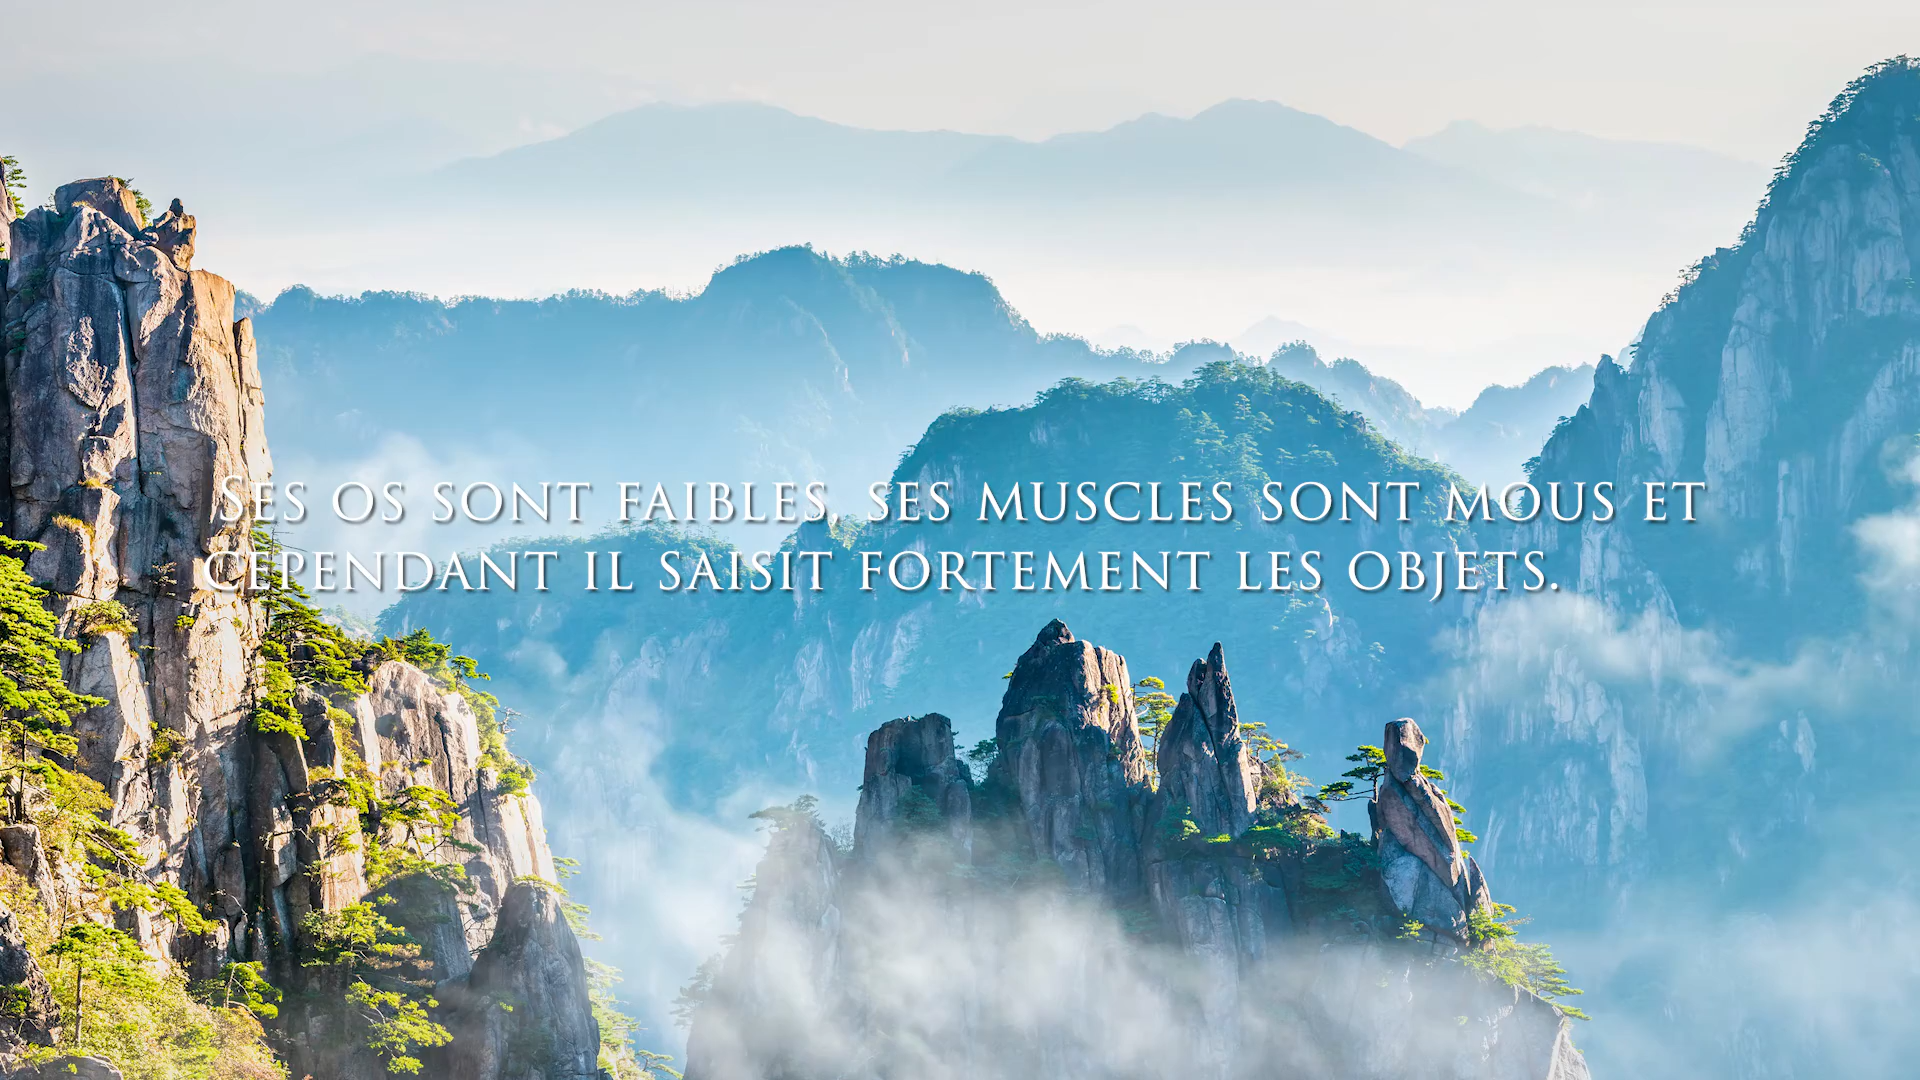 Ses os sont faibles, ses muscles sont mous et
cependant il saisit fortement les objets.